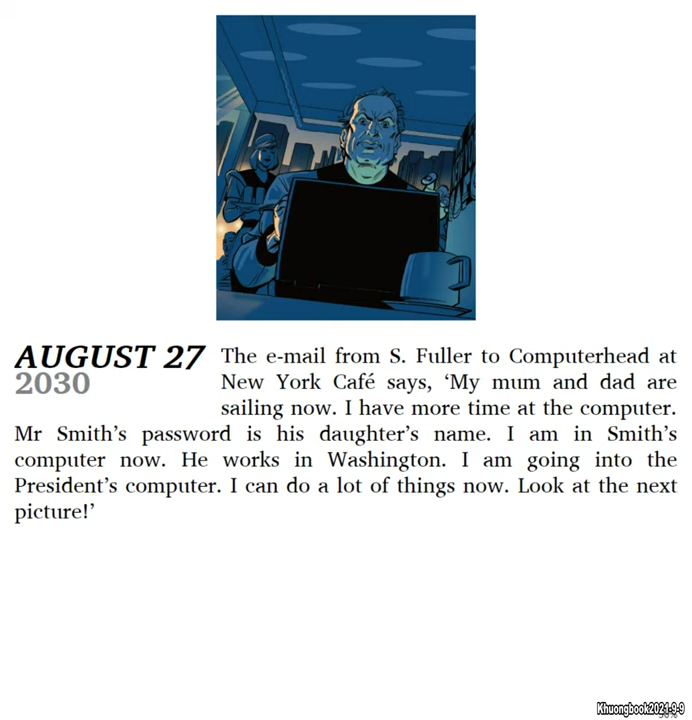 AUGUST 27
2030
The e-mail from S. Fuller to Computerhead at
New York Café says, ‘My mum and dad are
sailing now. I have more time at the computer.
Mr Smith’s password is his daughter’s name. I am in Smith’s
computer now. He works in Washington. I am going into the
President’s computer. I can do a lot of things now. Look at the next
picture!’
Khuongbook2021-9-9